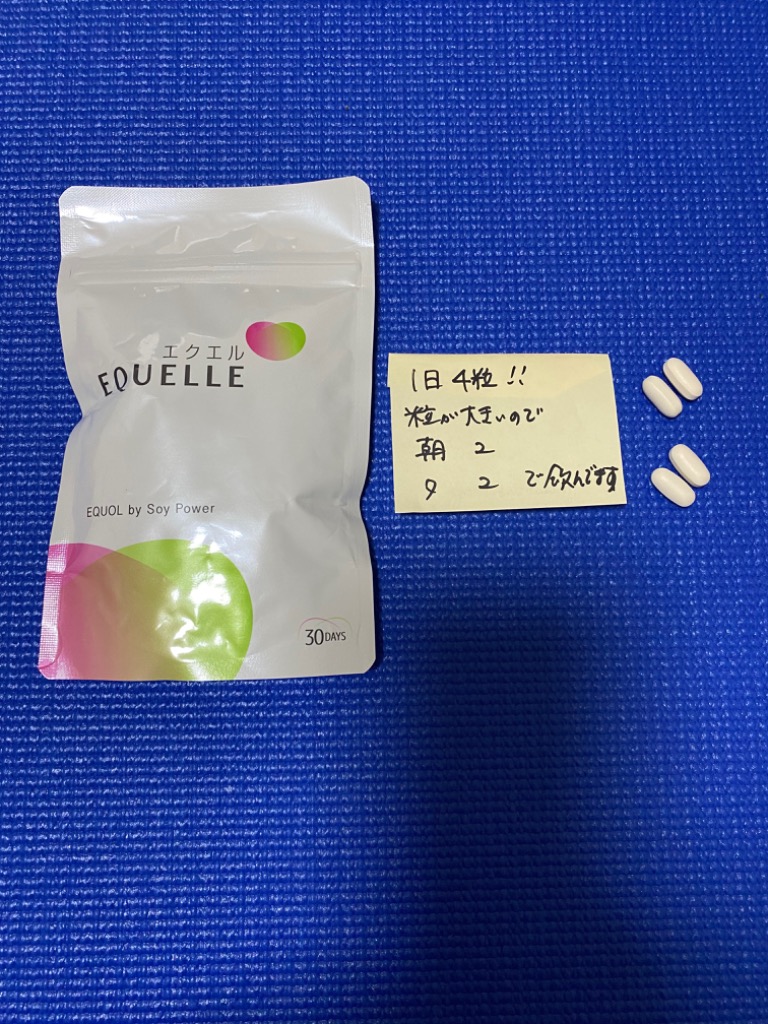 エクエル
EQUELLE
EQUOL by Soy Power
30DAYS
1日4粒!!
粒が大きいので
朝 2
夕 2 で飲んでます